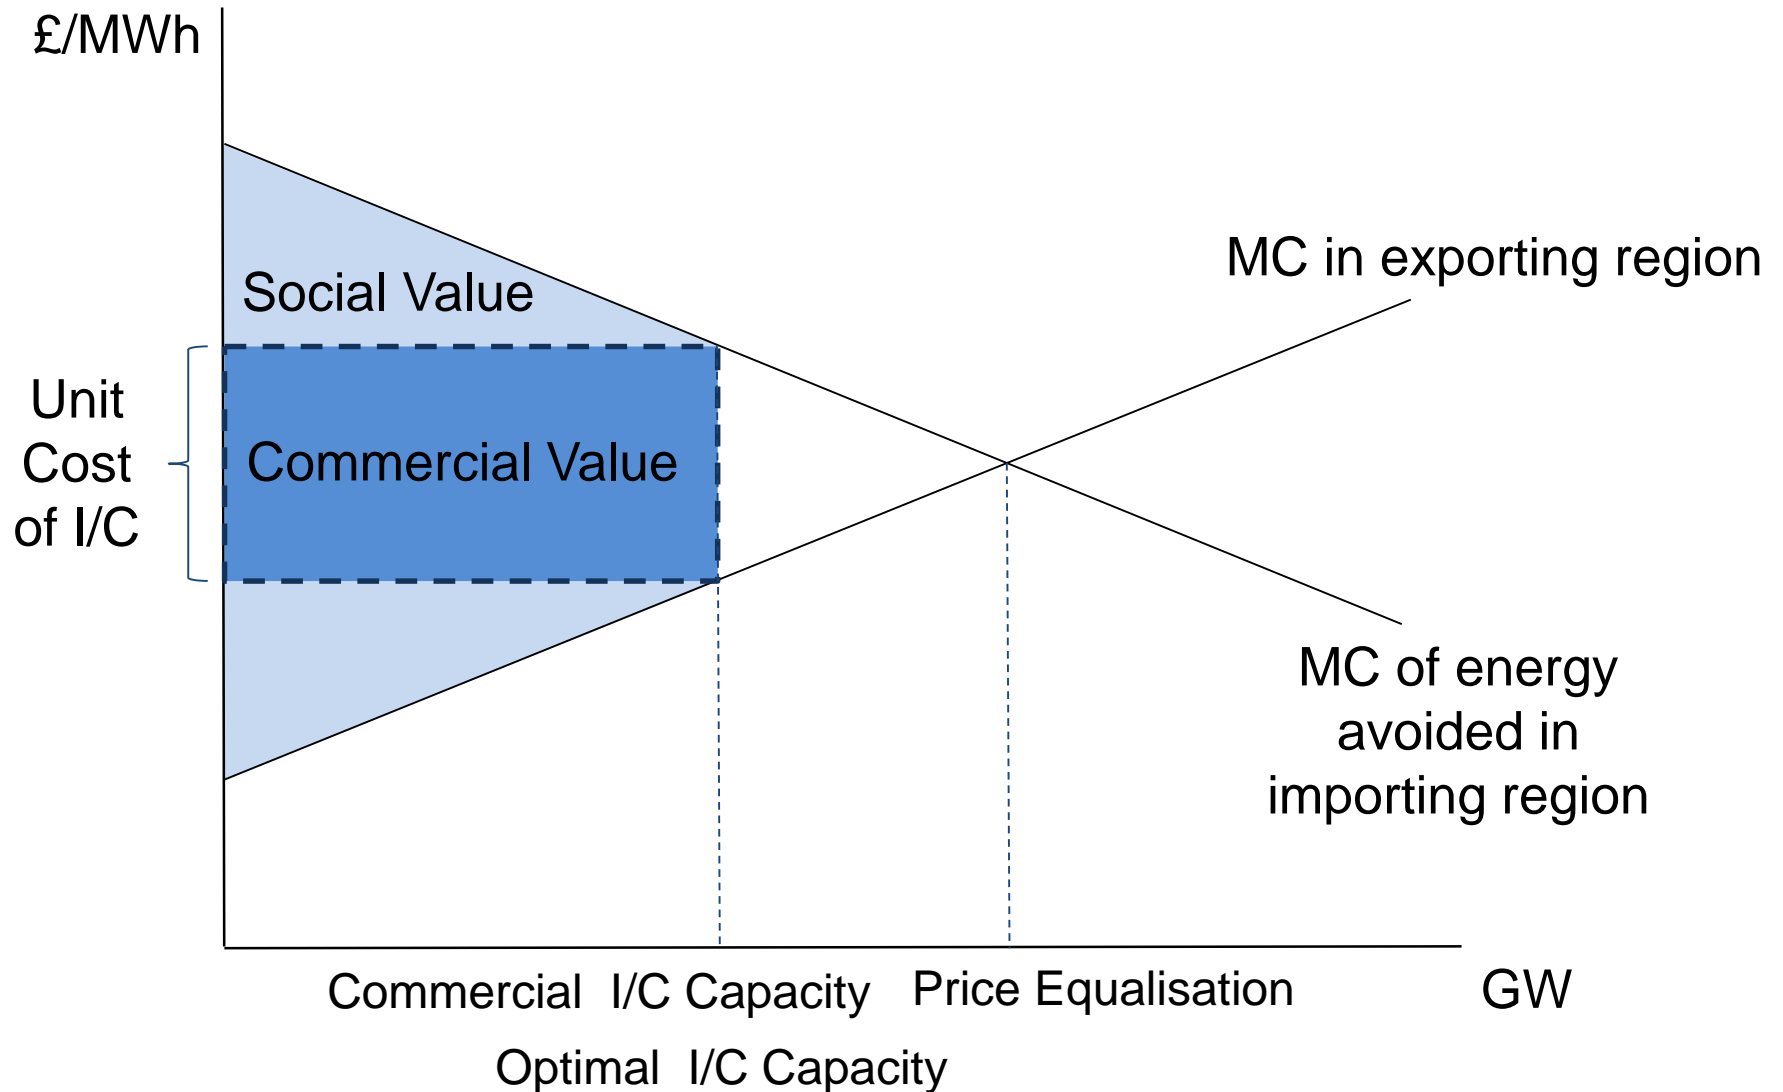 £/MWh
MC in exporting region
Social Value
Unit
Cost
of I/C
Commercial Value
MC of energy
avoided in
importing region
Commercial I/C Capacity
Price Equalisation
GW
Optimal I/C Capacity